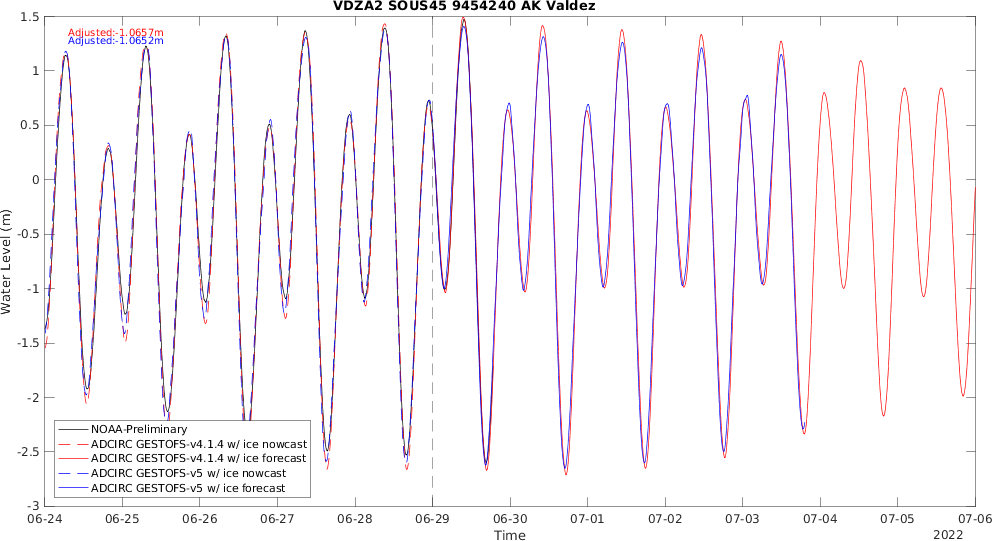 VDZA2 SOUS45 9454240 AK Valdez
Adjusted:-1.0657m
Adjusted:-1.0652m
1.5
1
0.5
0
-0.5
-1
-1.5
-2
-2.5
-3
Water Level (m)
NOAA-Preliminary
ADCIRC GESTOFS-v4.1.4 w/ ice nowcast
ADCIRC GESTOFS-v4.1.4 w/ ice forecast
ADCIRC GESTOFS-v5 w/ ice nowcast
ADCIRC GESTOFS-v5 w/ ice forecast
06-24 06-25 06-26 06-27 06-28 06-29 06-30 07-01 07-02 07-03 07-04 07-05 07-06
Time
2022